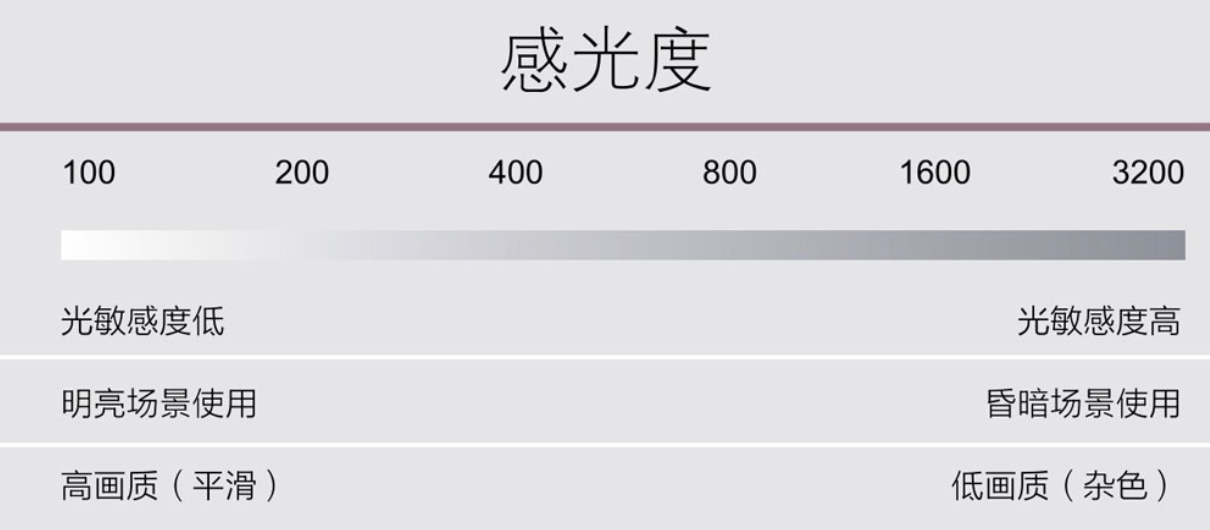 感光度
100 200 400 800 1600 3200
光敏感度低 光敏感度高
明亮场景使用 昏暗场景使用
高画质（平滑） 低画质（杂色）